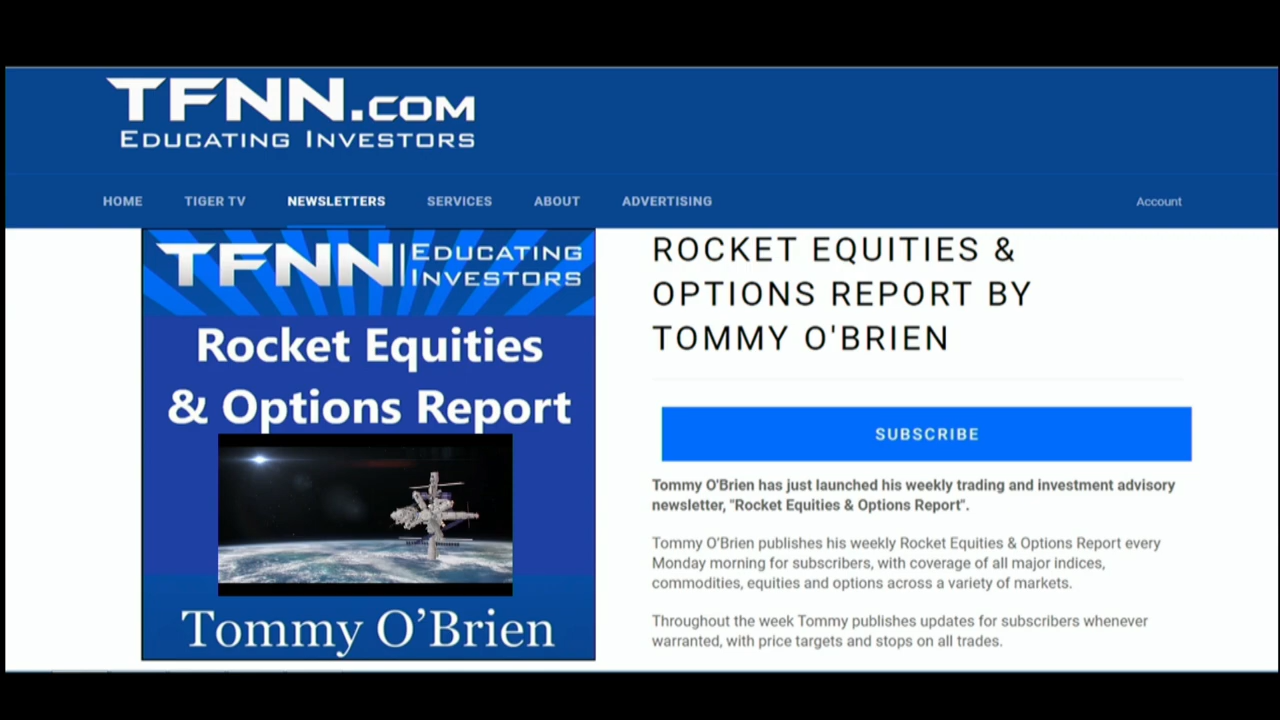 TFNN.COM
EDUCATING INVESTORS
HOME TIGER TV NEWSLETTERS SERVICES ABOUT ADVERTISING Account
TFNN | EDUCATING INVESTORS
Rocket Equities
& Options Report
Tommy O’Brien
ROCKET EQUITIES &
OPTIONS REPORT BY
TOMMY O'BRIEN
SUBSCRIBE
Tommy O'Brien has just launched his weekly trading and investment advisory
newsletter, "Rocket Equities & Options Report".
Tommy O'Brien publishes his weekly Rocket Equities & Options Report every
Monday morning for subscribers, with coverage of all major indices,
commodities, equities and options across a variety of markets.
Throughout the week Tommy publishes updates for subscribers whenever
warranted, with price targets and stops on all trades.